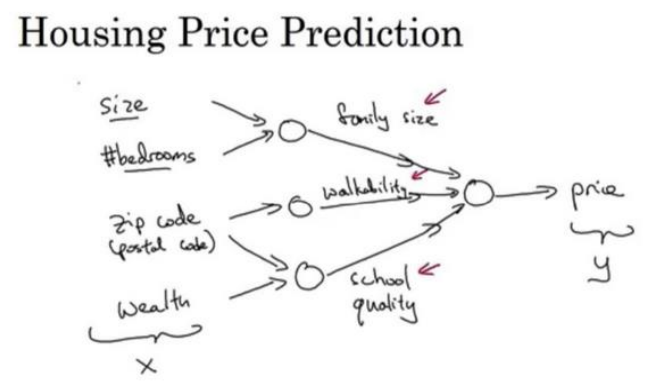 Housing Price Prediction
size
#bedrooms
zip code
(postal code)
wealth
x
family size
walkability
school
quality
price
y